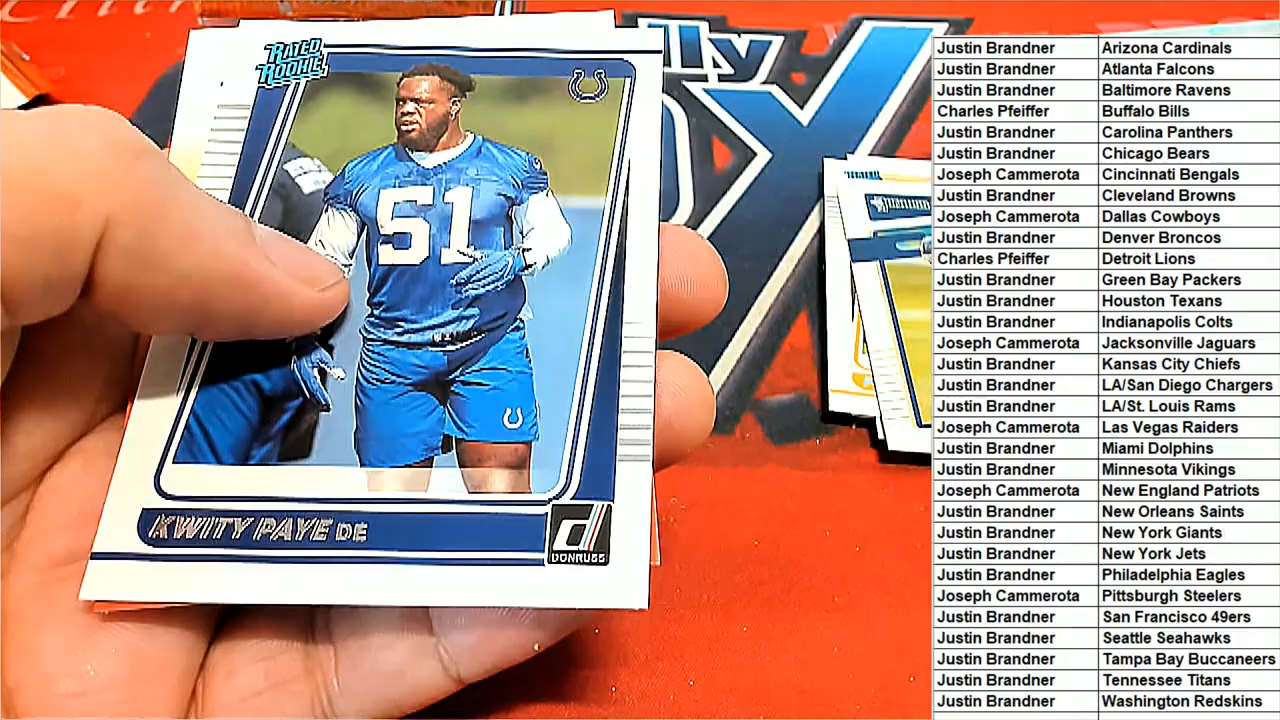 RATED
ROOKIE
51
KWITY PAYE DE
DONRUSS
lly
Justin Brandner Arizona Cardinals
Justin Brandner Atlanta Falcons
Justin Brandner Baltimore Ravens
Charles Pfeiffer Buffalo Bills
Justin Brandner Carolina Panthers
Justin Brandner Chicago Bears
Joseph Cammerota Cincinnati Bengals
Justin Brandner Cleveland Browns
Joseph Cammerota Dallas Cowboys
Justin Brandner Denver Broncos
Charles Pfeiffer Detroit Lions
Justin Brandner Green Bay Packers
Justin Brandner Houston Texans
Justin Brandner Indianapolis Colts
Joseph Cammerota Jacksonville Jaguars
Justin Brandner Kansas City Chiefs
Justin Brandner LA/San Diego Chargers
Justin Brandner LA/St. Louis Rams
Joseph Cammerota Las Vegas Raiders
Justin Brandner Miami Dolphins
Justin Brandner Minnesota Vikings
Joseph Cammerota New England Patriots
Justin Brandner New Orleans Saints
Justin Brandner New York Giants
Justin Brandner New York Jets
Justin Brandner Philadelphia Eagles
Joseph Cammerota Pittsburgh Steelers
Justin Brandner San Francisco 49ers
Justin Brandner Seattle Seahawks
Justin Brandner Tampa Bay Buccaneers
Justin Brandner Tennessee Titans
Justin Brandner Washington Redskins